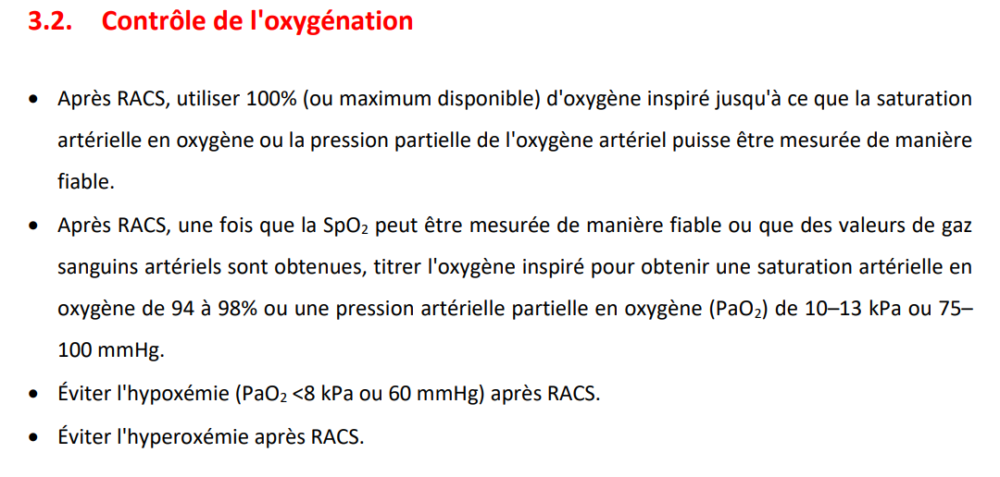 3.2. Contrôle de l'oxygénation
• Après RACS, utiliser 100% (ou maximum disponible) d'oxygène inspiré jusqu'à ce que la saturation
artérielle en oxygène ou la pression partielle de l'oxygène artériel puisse être mesurée de manière
fiable.
• Après RACS, une fois que la SpO₂ peut être mesurée de manière fiable ou que des valeurs de gaz
sanguins artériels sont obtenues, titrer l'oxygène inspiré pour obtenir une saturation artérielle en
oxygène de 94 à 98% ou une pression artérielle partielle en oxygène (PaO₂) de 10–13 kPa ou 75–
100 mmHg.
• Éviter l'hypoxémie (PaO₂ <8 kPa ou 60 mmHg) après RACS.
• Éviter l'hyperoxémie après RACS.